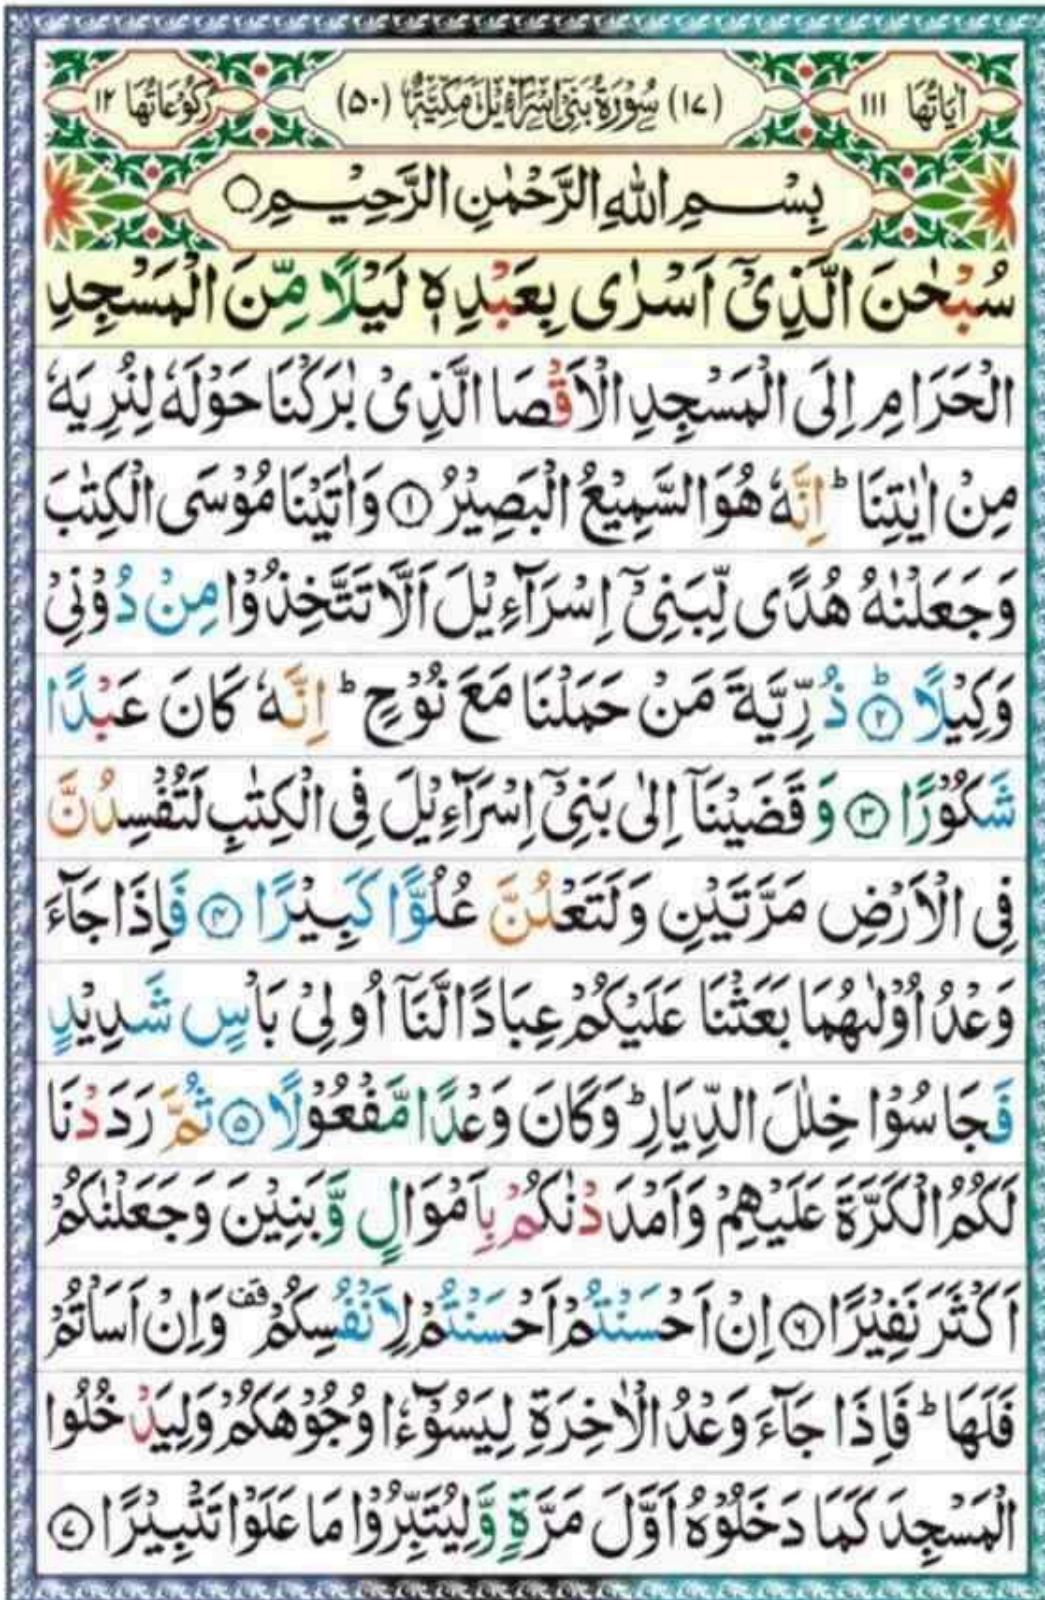 اٰيَاتُهَا ١١١ (١٧) سُوْرَةُ بَنِىْٓ اِسْرَآءِيْلَ مَكِّيَّةٌ (٥٠) رُكُوْعَاتُهَا ١٢
بِسْمِ اللّٰهِ الرَّحْمٰنِ الرَّحِيْمِ
سُبْحٰنَ الَّذِىْٓ اَسْرٰى بِعَبْدِهٖ لَيْلًا مِّنَ الْمَسْجِدِ
الْحَرَامِ اِلَى الْمَسْجِدِ الْاَقْصَا الَّذِىْ بٰرَكْنَا حَوْلَهٗ لِنُرِيَهٗ
مِنْ اٰيٰتِنَا ؕ اِنَّهٗ هُوَ السَّمِيْعُ الْبَصِيْرُ ۝١ وَاٰتَيْنَا مُوْسَى الْكِتٰبَ
وَجَعَلْنٰهُ هُدًى لِّبَنِىْٓ اِسْرَآءِيْلَ اَلَّا تَتَّخِذُوْا مِنْ دُوْنِىْ
وَكِيْلًا ؕ۝٢ ذُرِّيَّةَ مَنْ حَمَلْنَا مَعَ نُوْحٍ ؕ اِنَّهٗ كَانَ عَبْدًا
شَكُوْرًا ۝٣ وَقَضَيْنَآ اِلٰى بَنِىْٓ اِسْرَآءِيْلَ فِى الْكِتٰبِ لَتُفْسِدُنَّ
فِى الْاَرْضِ مَرَّتَيْنِ وَلَتَعْلُنَّ عُلُوًّا كَبِيْرًا ۝٤ فَاِذَا جَآءَ
وَعْدُ اُوْلٰىهُمَا بَعَثْنَا عَلَيْكُمْ عِبَادًا لَّنَآ اُولِىْ بَاْسٍ شَدِيْدٍ
فَجَاسُوْا خِلٰلَ الدِّيَارِ ؕ وَكَانَ وَعْدًا مَّفْعُوْلًا ۝٥ ثُمَّ رَدَدْنَا
لَكُمُ الْكَرَّةَ عَلَيْهِمْ وَاَمْدَدْنٰكُمْ بِاَمْوَالٍ وَّبَنِيْنَ وَجَعَلْنٰكُمْ
اَكْثَرَ نَفِيْرًا ۝٦ اِنْ اَحْسَنْتُمْ اَحْسَنْتُمْ لِاَنْفُسِكُمْ قف وَاِنْ اَسَاْتُمْ
فَلَهَا ؕ فَاِذَا جَآءَ وَعْدُ الْاٰخِرَةِ لِيَسُوْٓءٗا وُجُوْهَكُمْ وَلِيَدْخُلُوا
الْمَسْجِدَ كَمَا دَخَلُوْهُ اَوَّلَ مَرَّةٍ وَّلِيُتَبِّرُوْا مَا عَلَوْا تَتْبِيْرًا ۝٧